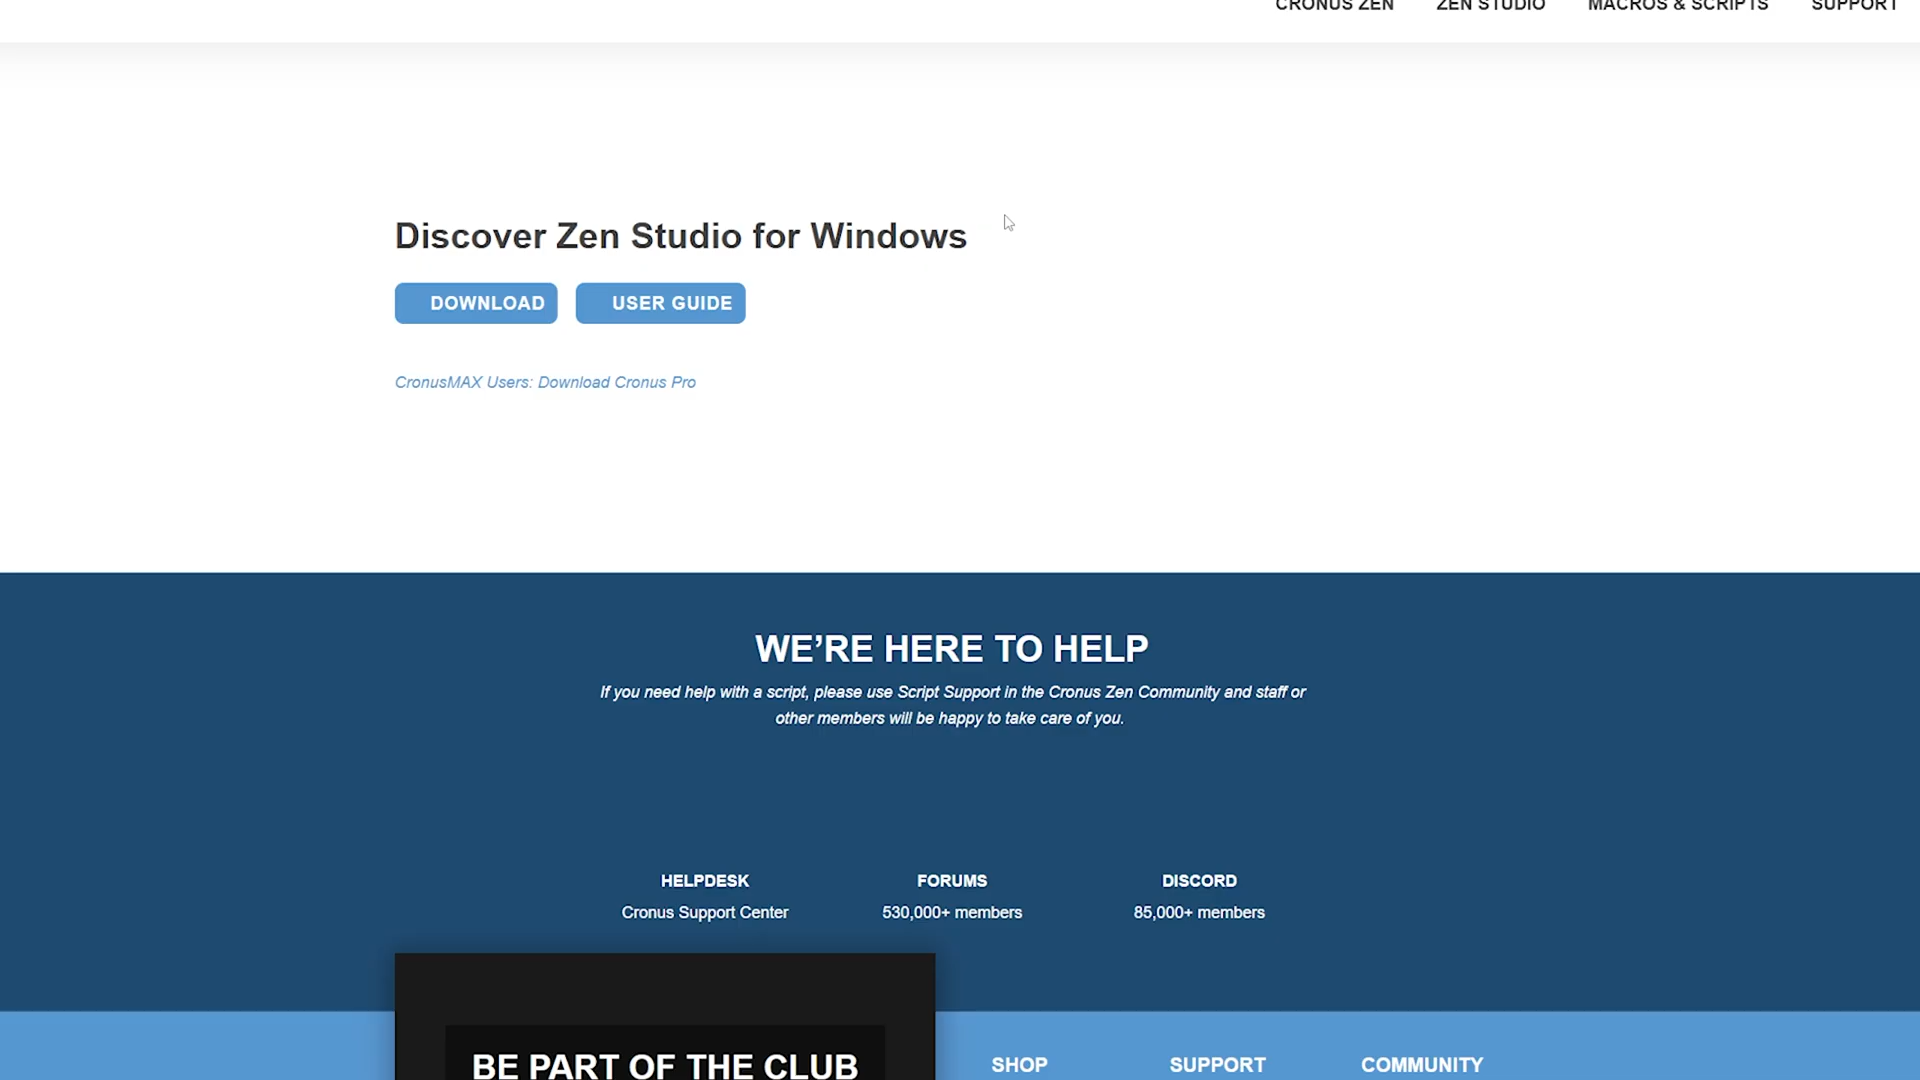 CRONUS ZEN ZEN STUDIO MACROS & SCRIPTS SUPPORT
Discover Zen Studio for Windows
DOWNLOAD USER GUIDE
CronusMAX Users: Download Cronus Pro
WE’RE HERE TO HELP
If you need help with a script, please use Script Support in the Cronus Zen Community and staff or
other members will be happy to take care of you.
HELPDESK FORUMS DISCORD
Cronus Support Center 530,000+ members 85,000+ members
BE PART OF THE CLUB SHOP SUPPORT COMMUNITY